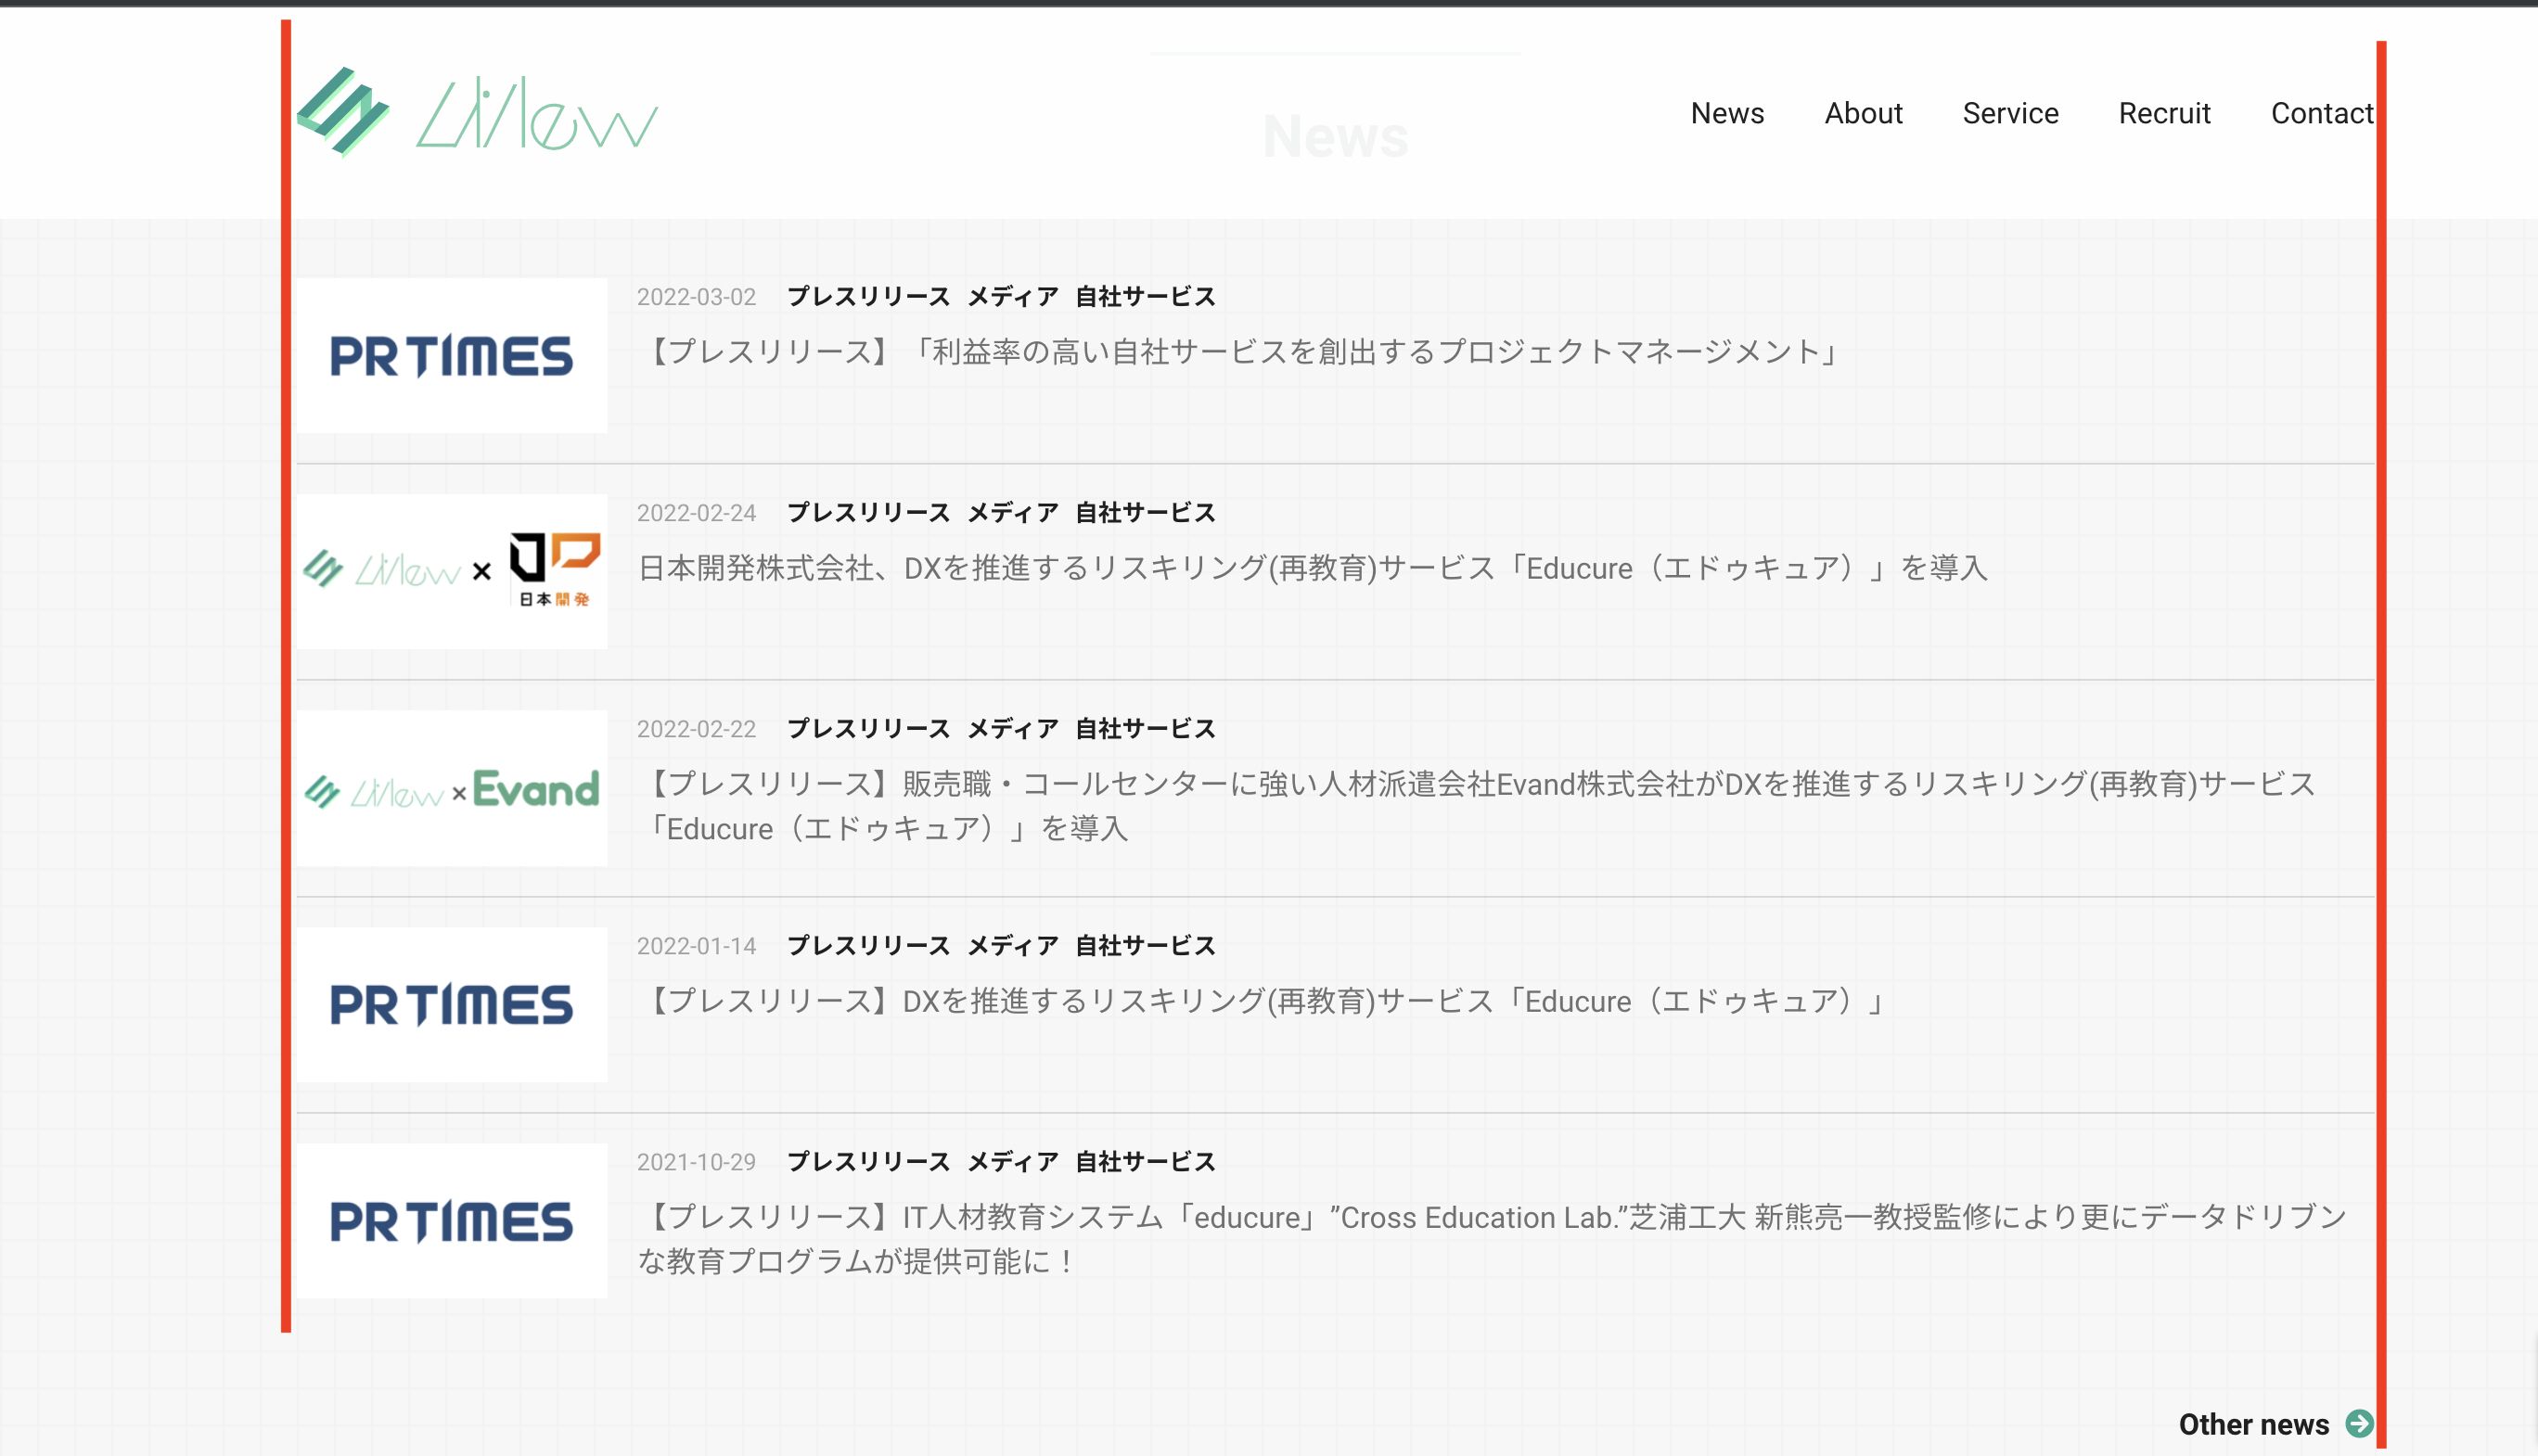 News
News
About
Service
Recruit
Contact
PR TIMES
2022-03-02 プレスリリース メディア 自社サービス
【プレスリリース】「利益率の高い自社サービスを創出するプロジェクトマネージメント」
×
日本開発
2022-02-24 プレスリリース メディア 自社サービス
日本開発株式会社、DXを推進するリスキリング(再教育)サービス「Educure（エドゥキュア）」を導入
×Evand
2022-02-22 プレスリリース メディア 自社サービス
【プレスリリース】販売職・コールセンターに強い人材派遣会社Evand株式会社がDXを推進するリスキリング(再教育)サービス
「Educure（エドゥキュア）」を導入
PR TIMES
2022-01-14 プレスリリース メディア 自社サービス
【プレスリリース】DXを推進するリスキリング(再教育)サービス「Educure（エドゥキュア）」
PR TIMES
2021-10-29 プレスリリース メディア 自社サービス
【プレスリリース】IT人材教育システム「educure」”Cross Education Lab.”芝浦工大 新熊亮一教授監修により更にデータドリブン
な教育プログラムが提供可能に！
Other news